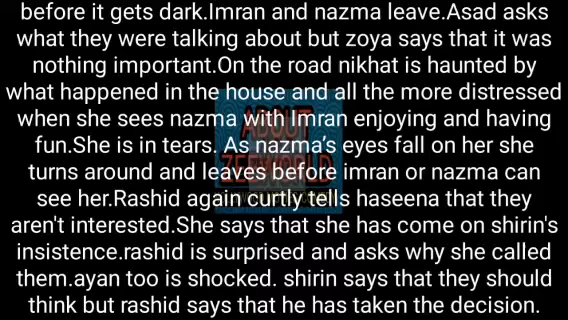 before it gets dark.Imran and nazma leave.Asad asks
what they were talking about but zoya says that it was
nothing important.On the road nikhat is haunted by
what happened in the house and all the more distressed
when she sees nazma with Imran enjoying and having
fun.She is in tears. As nazma's eyes fall on her she
turns around and leaves before imran or nazma can
see her.Rashid again curtly tells haseena that they
aren't interested.She says that she has come on shirin's
insistence.rashid is surprised and asks why she called
them.ayan too is shocked. shirin says that they should
think but rashid says that he has taken the decision.
ABOUT
ZEEWORLD